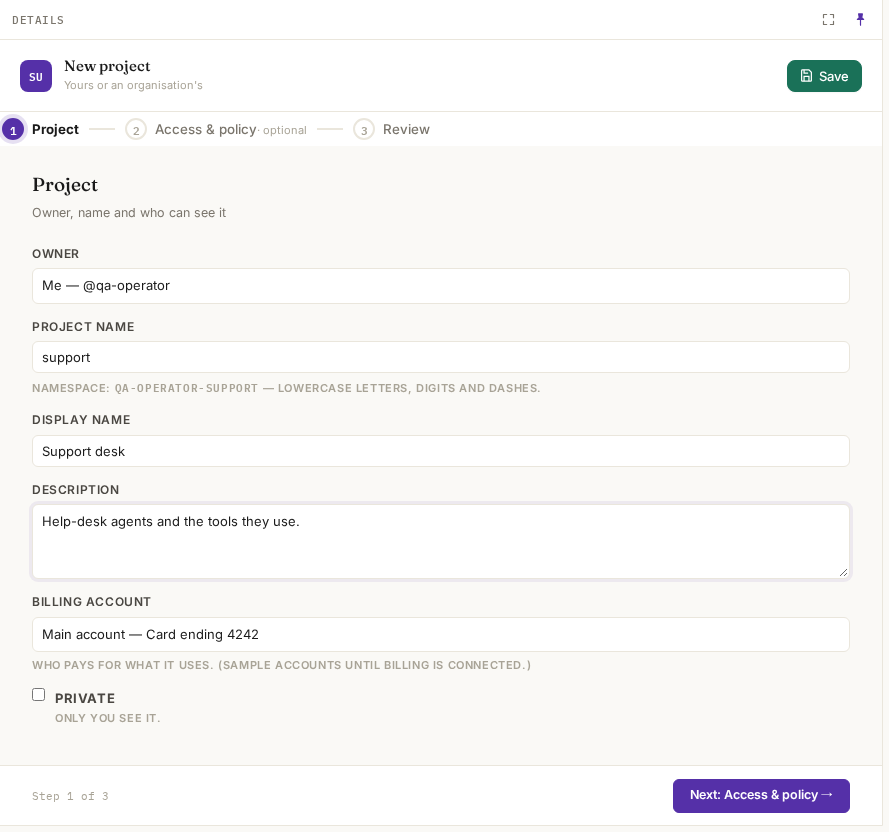 DETAILS
SU
New project
Yours or an organisation's
Save
1 Project
2 Access & policy · optional
3 Review
Project
Owner, name and who can see it
OWNER
Me — @qa-operator
PROJECT NAME
support
NAMESPACE: QA-OPERATOR-SUPPORT — LOWERCASE LETTERS, DIGITS AND DASHES.
DISPLAY NAME
Support desk
DESCRIPTION
Help-desk agents and the tools they use.
BILLING ACCOUNT
Main account — Card ending 4242
WHO PAYS FOR WHAT IT USES. (SAMPLE ACCOUNTS UNTIL BILLING IS CONNECTED.)
PRIVATE
ONLY YOU SEE IT.
Step 1 of 3
Next: Access & policy →